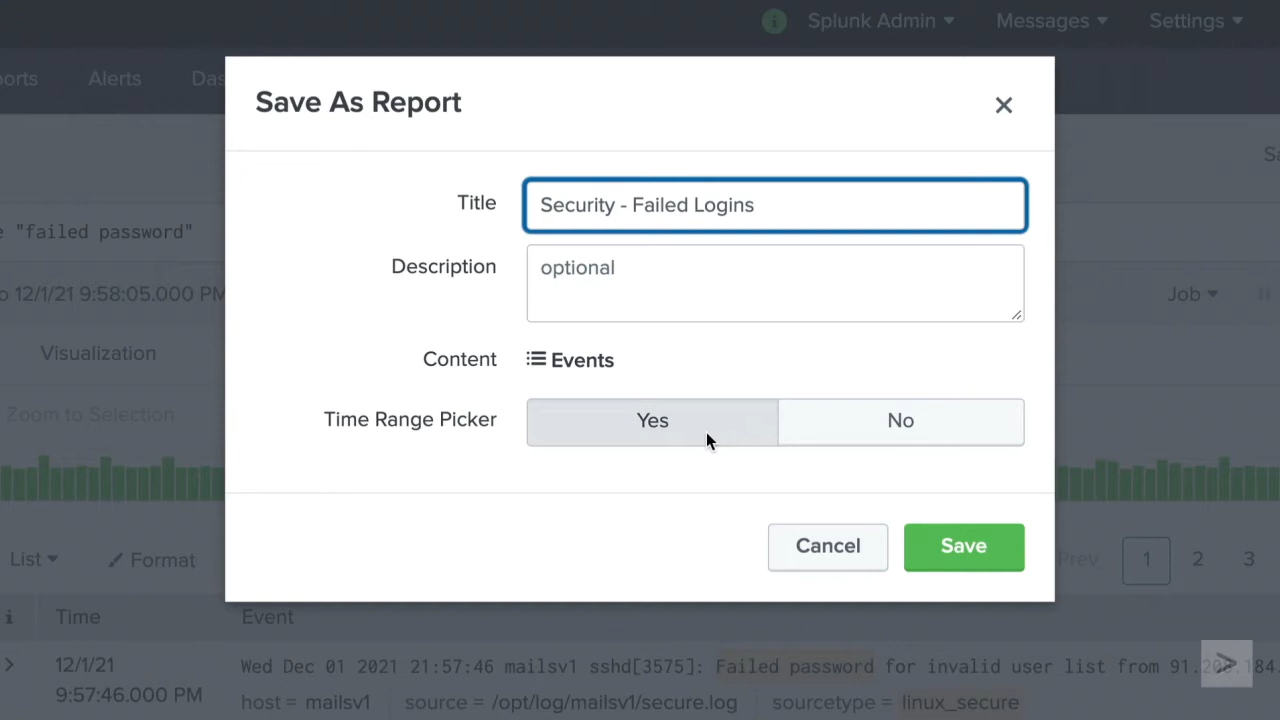 Splunk Admin Messages Settings
orts Alerts Das
Save As Report
Sa
Title Security - Failed Logins
e "failed password"
Description optional
o 12/1/21 9:58:05.000 PM Job
Visualization
Content Events
Zoom to Selection
Time Range Picker Yes No
Cancel Save
List Format Prev 1 2 3
i Time Event
12/1/21 Wed Dec 01 2021 21:57:46 mailsv1 sshd[3575]: Failed password for invalid user list from
9:57:46.000 PM host = mailsv1 source = /opt/log/mailsv1/secure.log sourcetype = linux_secure